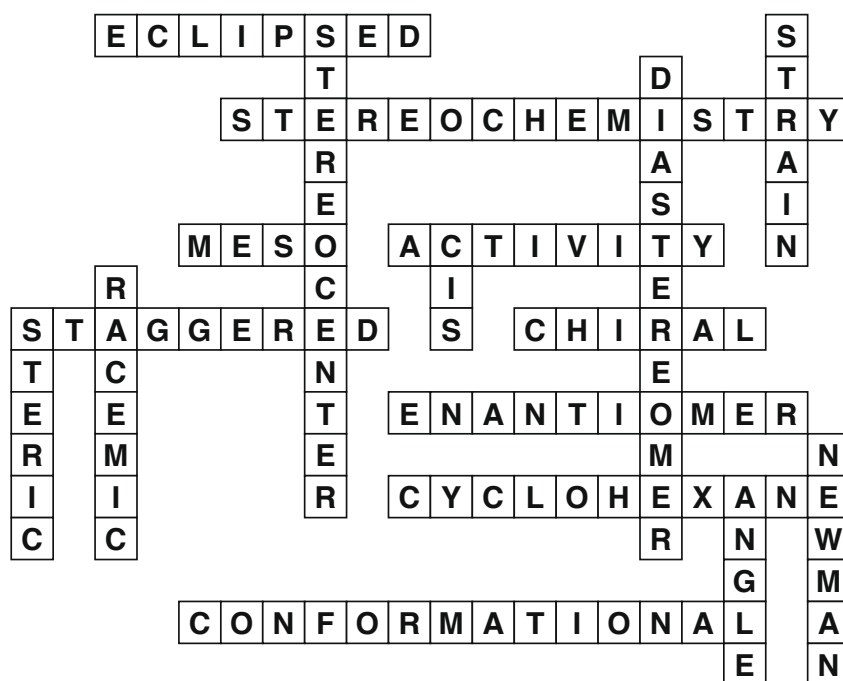 ECLIPSED
STEREOCENTER
STRAIN
DIASTEREOMER
STEREOCHEMISTRY
MESO
ACTIVITY
CIS
RACEMIC
STAGGERED
STERIC
CHIRAL
ENANTIOMER
NEWMAN
CYCLOHEXANE
ANGLE
CONFORMATIONAL